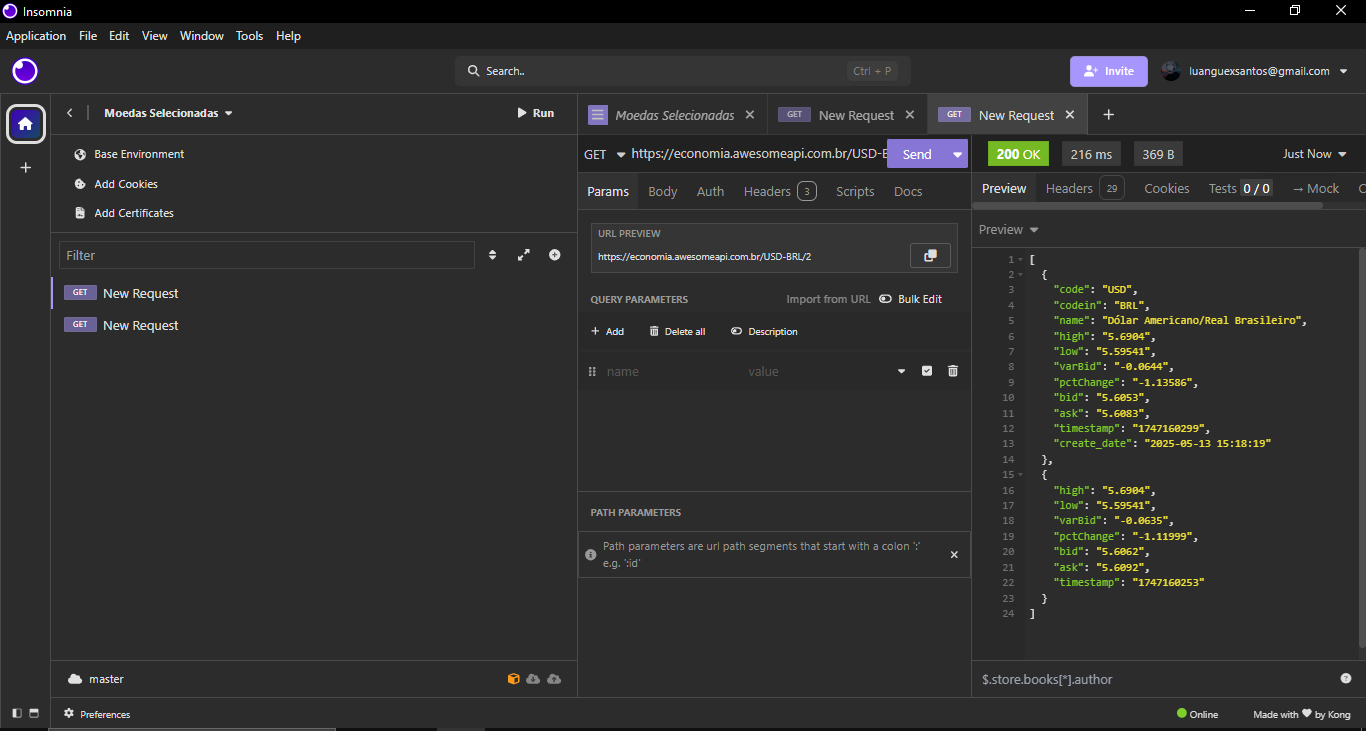 Insomnia
Application File Edit View Window Tools Help
Search.. Ctrl + P
Invite
luanguexsantos@gmail.com
Moedas Selecionadas
Run
Base Environment
Add Cookies
Add Certificates
Filter
GET New Request
GET New Request
master
Preferences
Moedas Selecionadas
GET New Request
GET New Request
GET https://economia.awesomeapi.com.br/USD-E
Send
Params Body Auth Headers 3 Scripts Docs
URL PREVIEW
https://economia.awesomeapi.com.br/USD-BRL/2
QUERY PARAMETERS Import from URL Bulk Edit
+ Add Delete all Description
name value
PATH PARAMETERS
Path parameters are url path segments that start with a colon ':'
e.g. ':id'
200 OK 216 ms 369 B Just Now
Preview Headers 29 Cookies Tests 0 / 0 → Mock C
Preview
1 [
2 {
3 "code": "USD",
4 "codein": "BRL",
5 "name": "Dólar Americano/Real Brasileiro",
6 "high": "5.6904",
7 "low": "5.59541",
8 "varBid": "-0.0644",
9 "pctChange": "-1.13586",
10 "bid": "5.6053",
11 "ask": "5.6083",
12 "timestamp": "1747160299",
13 "create_date": "2025-05-13 15:18:19"
14 },
15 {
16 "high": "5.6904",
17 "low": "5.59541",
18 "varBid": "-0.0635",
19 "pctChange": "-1.11999",
20 "bid": "5.6062",
21 "ask": "5.6092",
22 "timestamp": "1747160253"
23 }
24 ]
$.store.books[*].author
Online
Made with ♥ by Kong